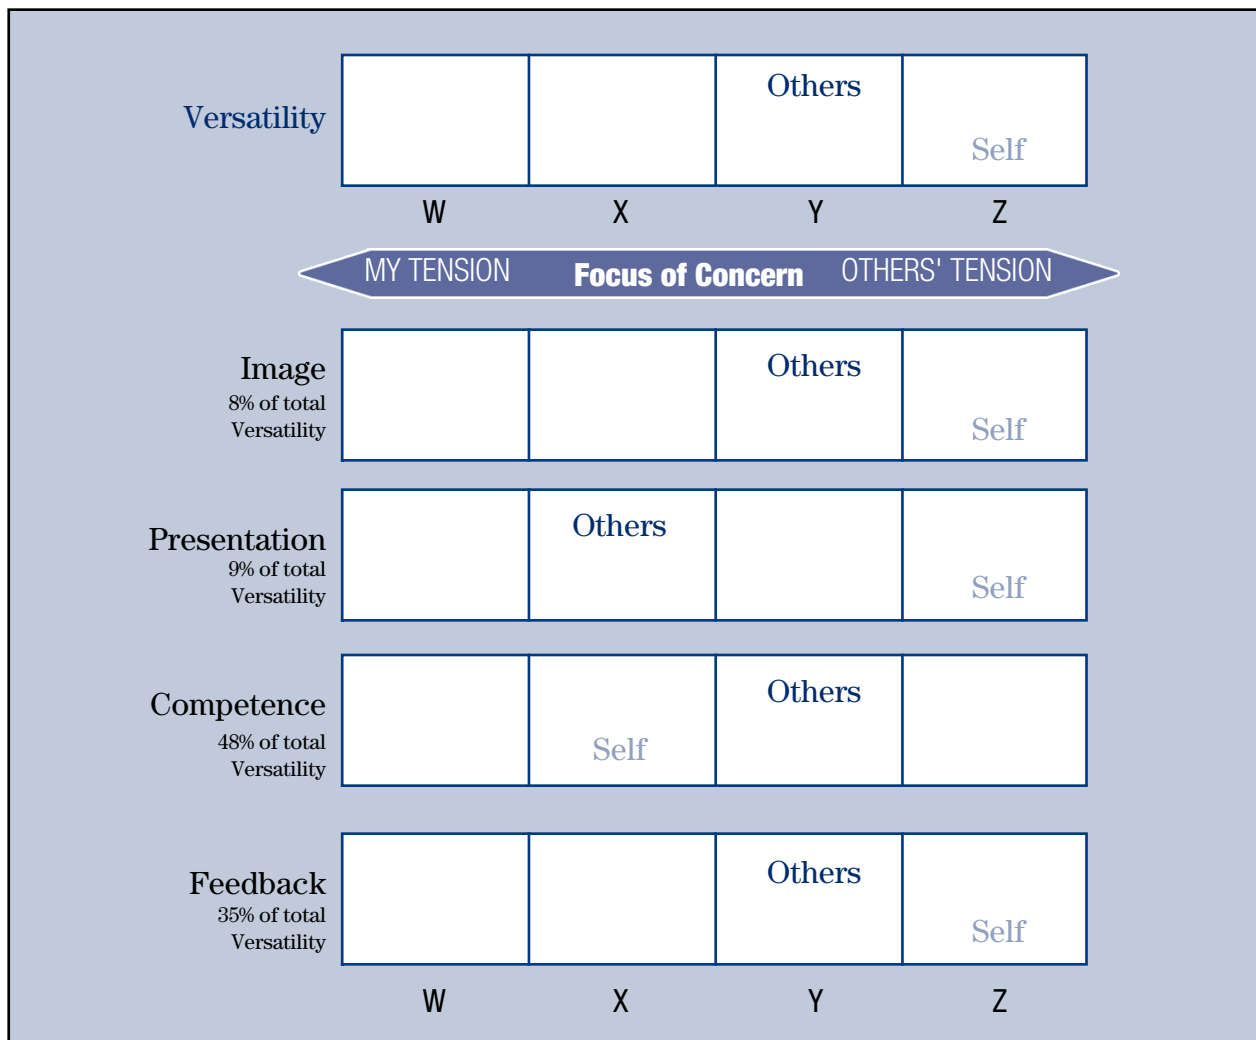 Others
Versatility
Self
W X Y Z
MY TENSION Focus of Concern OTHERS' TENSION
Image
8% of total
Versatility
Others
Self
Presentation
9% of total
Versatility
Others
Self
Competence
48% of total
Versatility
Others
Self
Feedback
35% of total
Versatility
Others
Self
W X Y Z